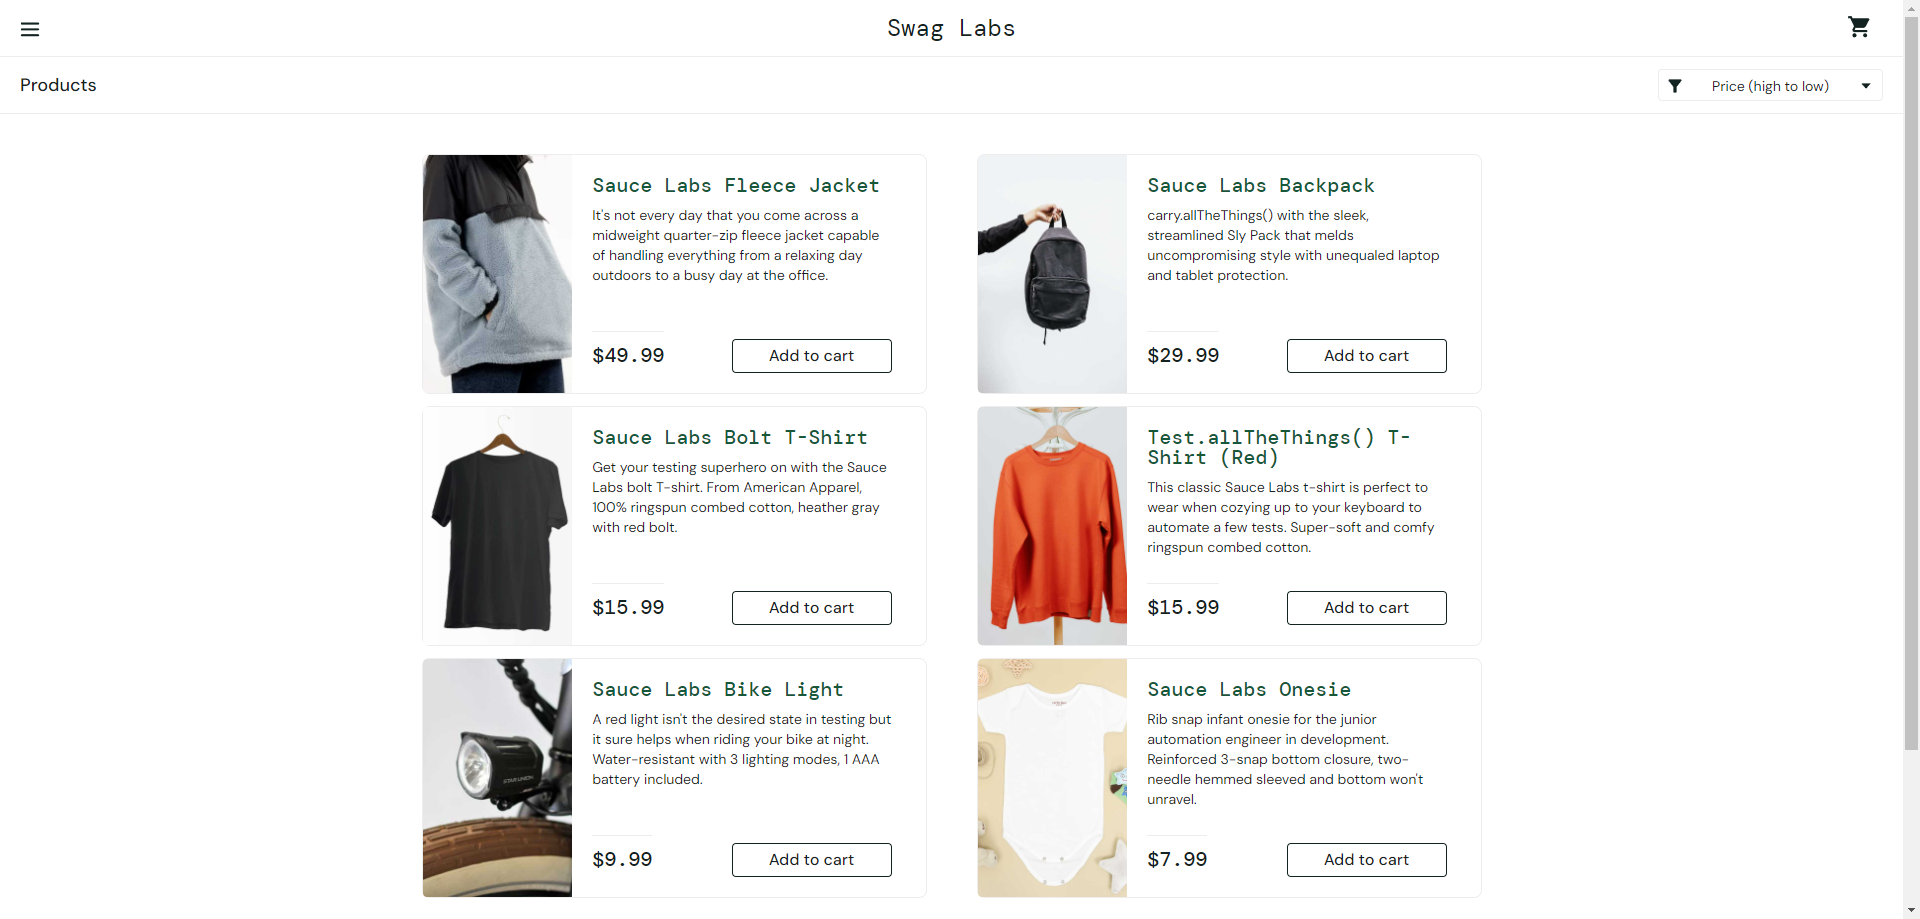 Swag Labs
Products
Price (high to low)
Sauce Labs Fleece Jacket
It's not every day that you come across a
midweight quarter-zip fleece jacket capable
of handling everything from a relaxing day
outdoors to a busy day at the office.
$49.99
Add to cart
Sauce Labs Backpack
carry.allTheThings() with the sleek,
streamlined Sly Pack that melds
uncompromising style with unequaled laptop
and tablet protection.
$29.99
Add to cart
Sauce Labs Bolt T-Shirt
Get your testing superhero on with the Sauce
Labs bolt T-shirt. From American Apparel,
100% ringspun combed cotton, heather gray
with red bolt.
$15.99
Add to cart
Test.allTheThings() T-
Shirt (Red)
This classic Sauce Labs t-shirt is perfect to
wear when cozying up to your keyboard to
automate a few tests. Super-soft and comfy
ringspun combed cotton.
$15.99
Add to cart
Sauce Labs Bike Light
A red light isn't the desired state in testing but
it sure helps when riding your bike at night.
Water-resistant with 3 lighting modes, 1 AAA
battery included.
$9.99
Add to cart
Sauce Labs Onesie
Rib snap infant onesie for the junior
automation engineer in development.
Reinforced 3-snap bottom closure, two-
needle hemmed sleeved and bottom won't
unravel.
$7.99
Add to cart